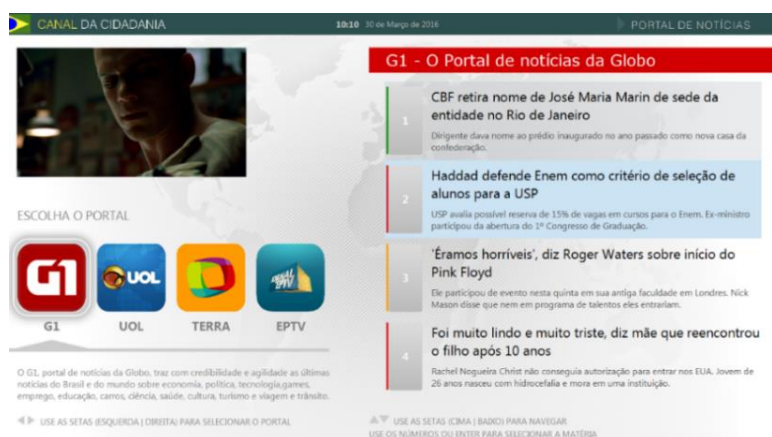 CANAL DA CIDADANIA
10:10 30 de Março de 2016
PORTAL DE NOTÍCIAS
G1 - O Portal de notícias da Globo
1
CBF retira nome de José Maria Marin de sede da
entidade no Rio de Janeiro
Dirigente dava nome ao prédio inaugurado no ano passado como nova casa da
confederação.
2
Haddad defende Enem como critério de seleção de
alunos para a USP
USP avalia possível reserva de 15% de vagas em cursos para o Enem. Ex-ministro
participou da abertura do 1º Congresso de Graduação.
3
'Éramos horríveis', diz Roger Waters sobre início do
Pink Floyd
Ele participou de evento nesta quinta em sua antiga faculdade em Londres. Nick
Mason disse que nem em programa de talentos eles entrariam.
4
Foi muito lindo e muito triste, diz mãe que reencontrou
o filho após 10 anos
Rachel Nogueira Christ não conseguia autorização para entrar nos EUA. Jovem de
26 anos nasceu com hidrocefalia e mora em uma instituição.
ESCOLHA O PORTAL
G1
UOL
G1
UOL
TERRA
EPTV
O G1, portal de notícias da Globo, traz com credibilidade e agilidade as últimas
notícias do Brasil e do mundo sobre economia, política, tecnologia,games,
emprego, educação, carros, ciência, saúde, cultura, turismo e viagem e trânsito.
USE AS SETAS (ESQUERDA | DIREITA) PARA SELECIONAR O PORTAL
USE AS SETAS (CIMA | BAIXO) PARA NAVEGAR
USE OS NÚMEROS OU ENTER PARA SELECIONAR A MATÉRIA